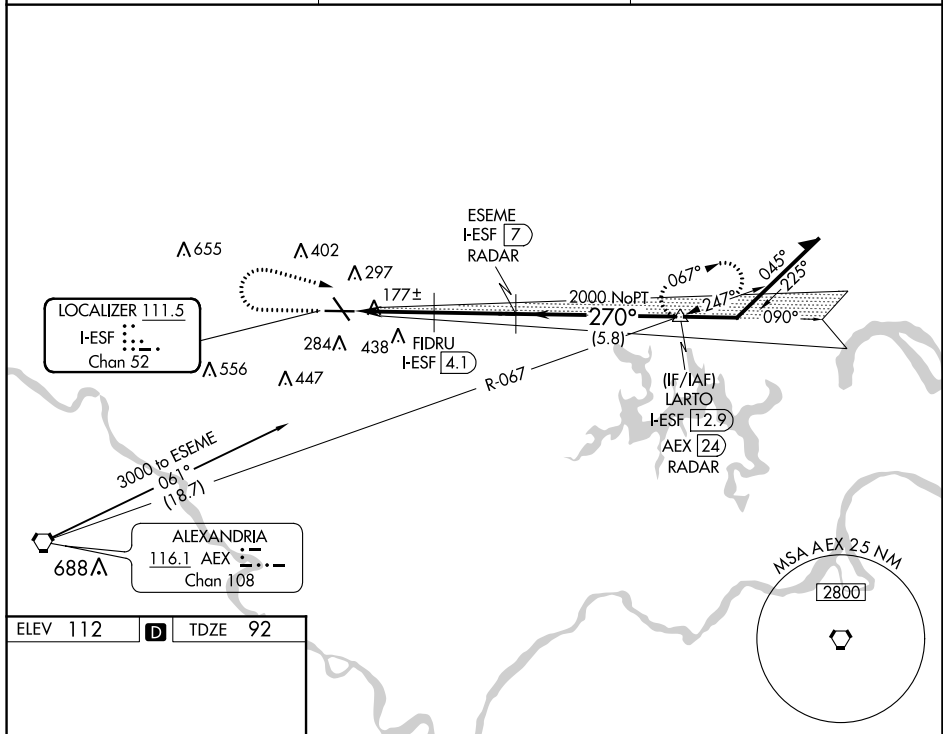 ESEME
I-ESF 7
RADAR
655
402
297
177±
067°
045°
225°
247°
2000 NoPT
270°
090°
(5.8)
LOCALIZER 111.5
I-ESF
Chan 52
284
438
FIDRU
I-ESF 4.1
556
447
R-067
(IF/IAF)
LARTO
I-ESF 12.9
AEX 24
RADAR
3000 to ESEME
061°
(18.7)
ALEXANDRIA
116.1 AEX
Chan 108
688
MSA AEX 25 NM
2800
ELEV 112 D TDZE 92